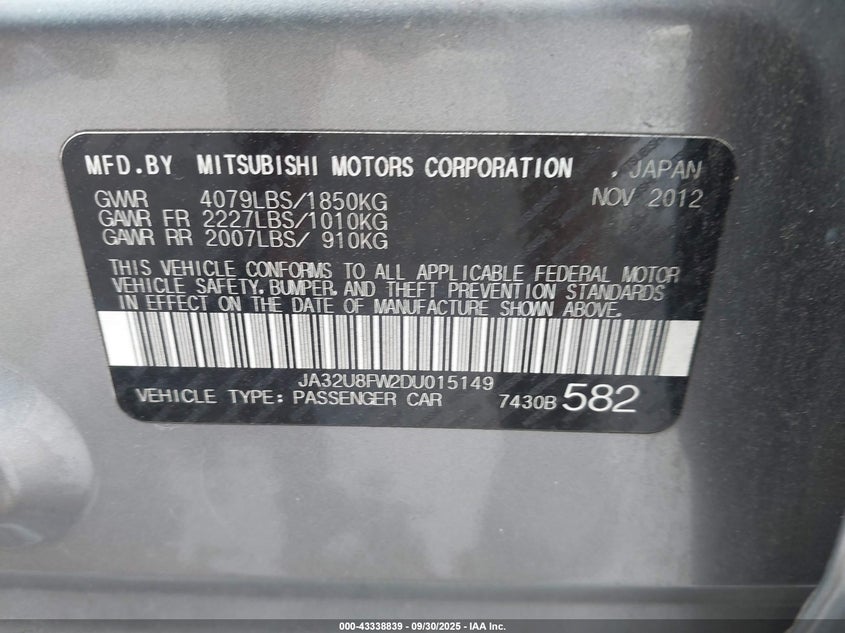 MFD.BY MITSUBISHI MOTORS CORPORATION , JAPAN
GVWR 4079LBS/1850KG NOV 2012
GAWR FR 2227LBS/1010KG
GAWR RR 2007LBS/ 910KG
THIS VEHICLE CONFORMS TO ALL APPLICABLE FEDERAL MOTOR
VEHICLE SAFETY, BUMPER, AND THEFT PREVENTION STANDARDS
IN EFFECT ON THE DATE OF MANUFACTURE SHOWN ABOVE.
JA32U8FW2DU015149
VEHICLE TYPE: PASSENGER CAR 7430B 582
000-43338839 - 09/30/2025 - IAA Inc.